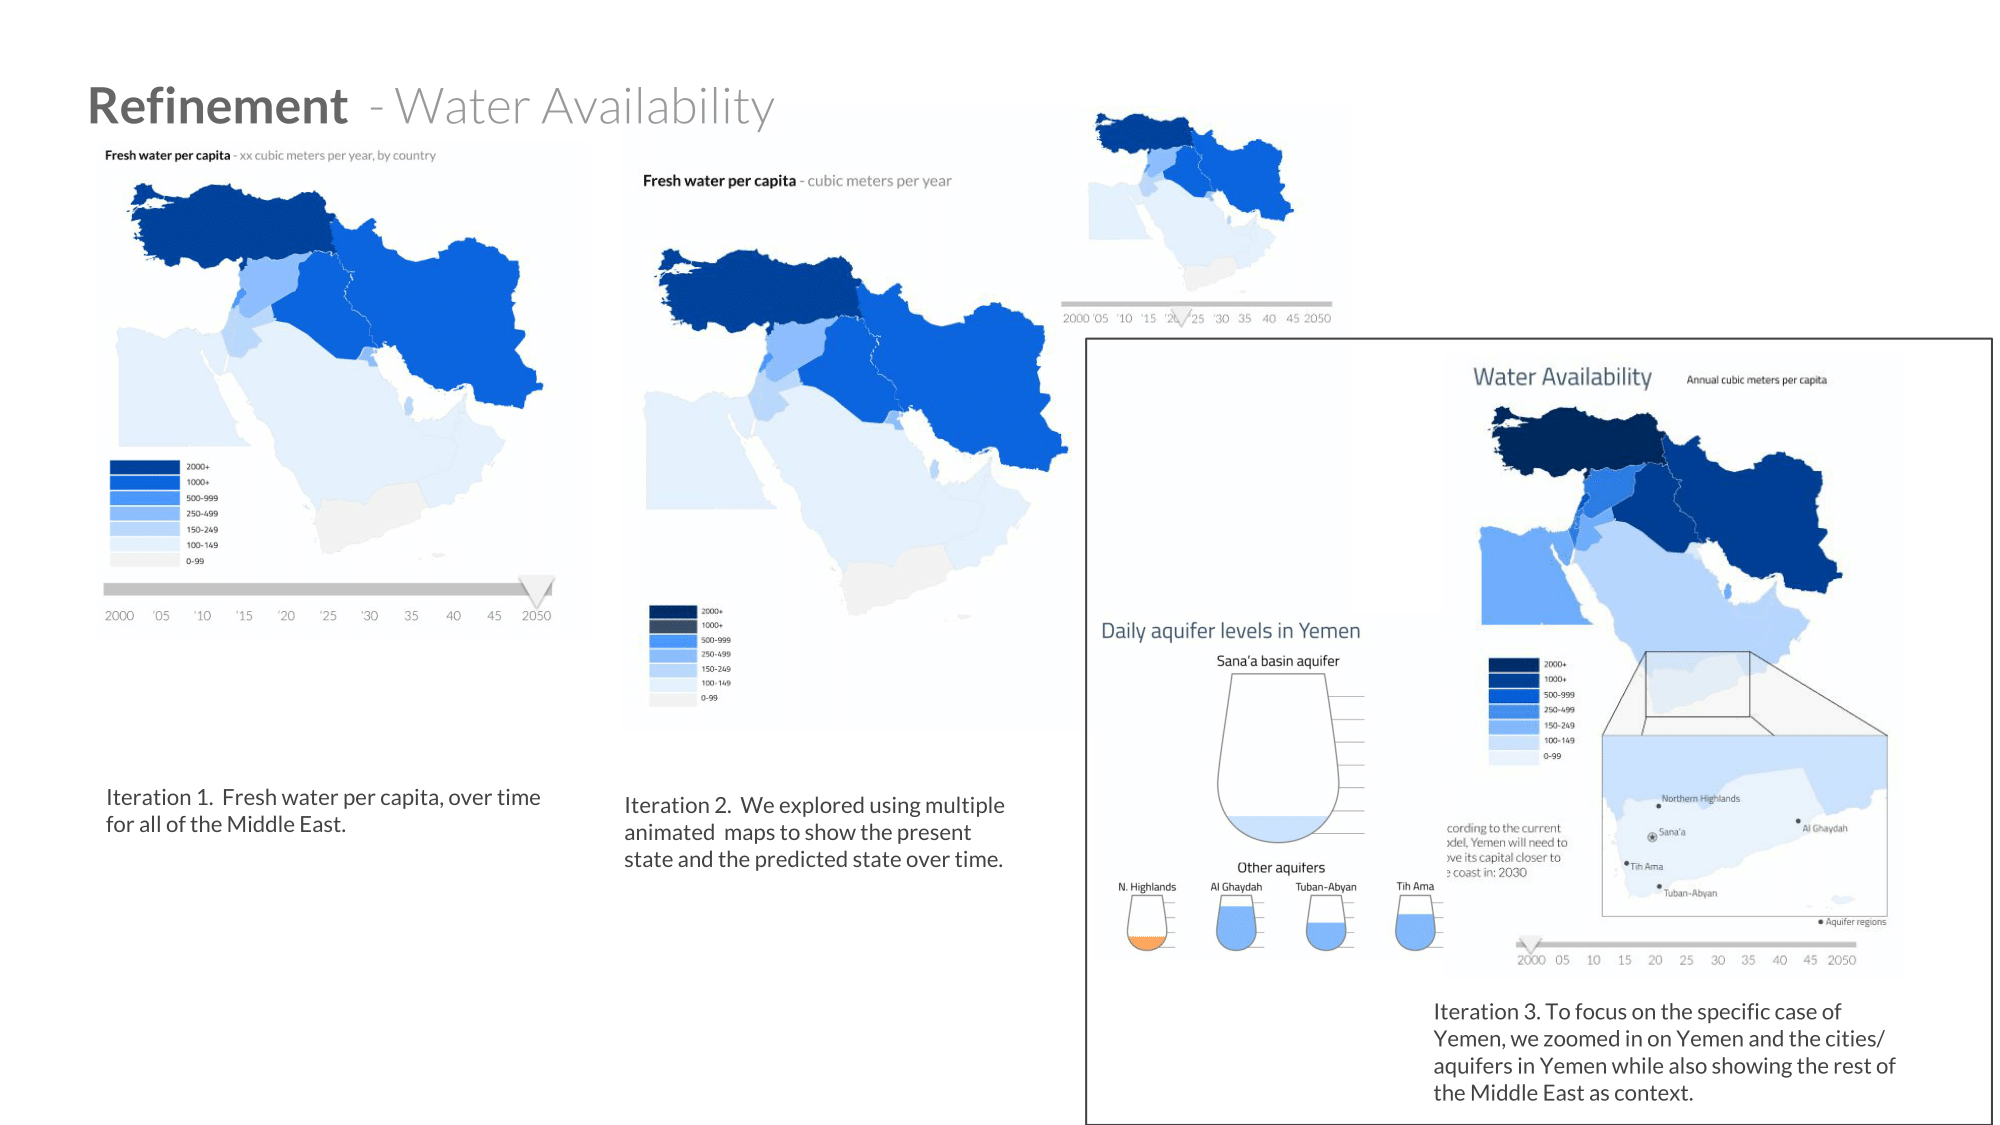 Refinement - Water Availability
Fresh water per capita - xx cubic meters per year, by country
2000+
1000+
500-999
250-499
150-249
100-149
0-99
2000 '05 '10 '15 '20 '25 '30 35 40 45 2050
Iteration 1. Fresh water per capita, over time
for all of the Middle East.
Fresh water per capita - cubic meters per year
2000+
1000+
500-999
250-499
150-249
100-149
0-99
2000 '05 '10 '15 '20 '25 '30 35 40 45 2050
Iteration 2. We explored using multiple
animated maps to show the present
state and the predicted state over time.
Daily aquifer levels in Yemen
Sana'a basin aquifer
Other aquifers
N. Highlands Al Ghaydah Tuban-Abyan Tih Ama
Water Availability Annual cubic meters per capita
2000+
1000+
500-999
250-499
150-249
100-149
0-99
Northern Highlands
Sana'a
Al Ghaydah
Tih Ama
Tuban-Abyan
Aquifer regions
cording to the current
odel, Yemen will need to
ove its capital closer to
e coast in: 2030
2000 05 10 15 20 25 30 35 40 45 2050
Iteration 3. To focus on the specific case of
Yemen, we zoomed in on Yemen and the cities/
aquifers in Yemen while also showing the rest of
the Middle East as context.